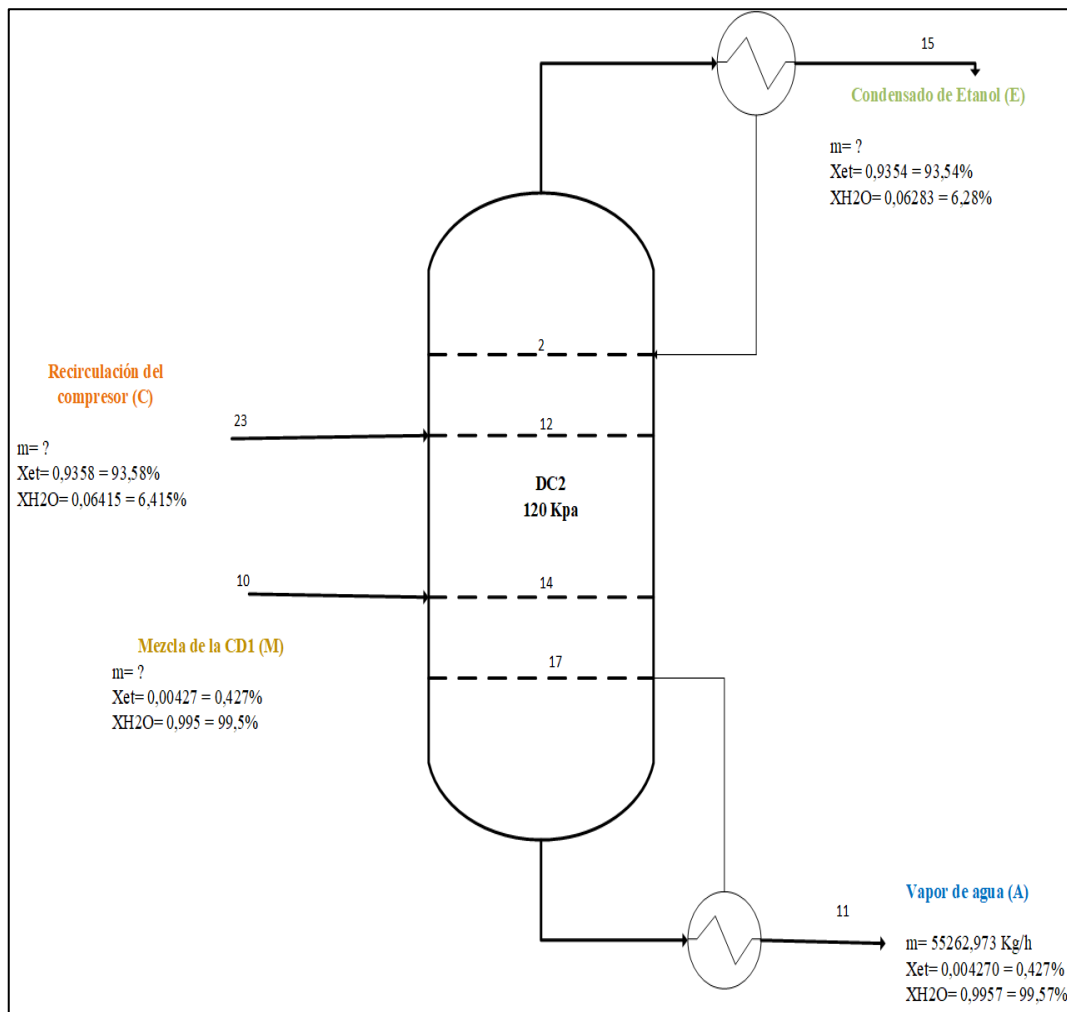 15
Condensado de Etanol (E)
m= ?
Xet= 0,9354 = 93,54%
XH2O= 0,06283 = 6,28%
2
Recirculación del
compresor (C)
23
12
m= ?
Xet= 0,9358 = 93,58%
XH2O= 0,06415 = 6,415%
DC2
120 Kpa
10
14
Mezcla de la CD1 (M)
m= ?
Xet= 0,00427 = 0,427%
XH2O= 0,995 = 99,5%
17
Vapor de agua (A)
11
m= 55262,973 Kg/h
Xet= 0,004270 = 0,427%
XH2O= 0,9957 = 99,57%